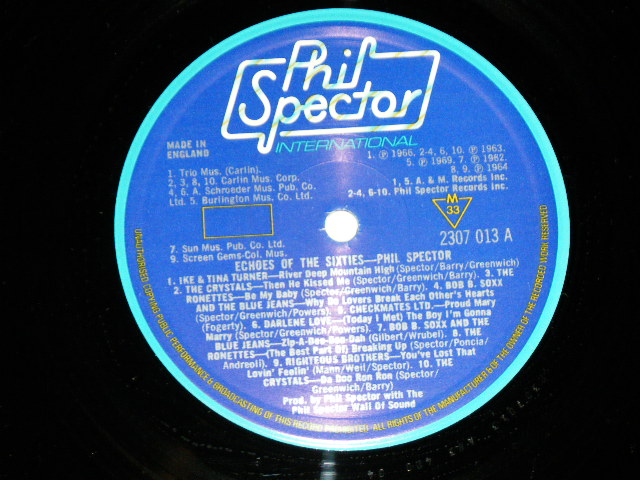 Phil
Spector
INTERNATIONAL
MADE IN
ENGLAND
1. ℗ 1966, 2-4, 6, 10. ℗ 1963.
5. ℗ 1969, 7. ℗ 1962.
8, 9. ℗ 1964
1. Trio Mus. (Carlin).
2, 3, 8, 10. Carlin Mus. Corp.
4, 6. A. Schroeder Mus. Pub. Co.
Ltd. 5. Burlington Mus. Co. Ltd.
1, 5. A. & M. Records Inc.
2-4, 6-10. Phil Spector Records Inc.
M
33
2307 013 A
7. Sun Mus. Pub. Co. Ltd.
9. Screen Gems-Col. Mus.
ECHOES OF THE SIXTIES—PHIL SPECTOR
1. IKE & TINA TURNER—River Deep Mountain High (Spector/Barry/Greenwich)
2. THE CRYSTALS—Then He Kissed Me (Spector/Greenwich/Barry). 3. THE
RONETTES—Be My Baby (Spector/Greenwich/Barry). 4. BOB B. SOXX
AND THE BLUE JEANS—Why Do Lovers Break Each Other's Hearts
(Spector/Greenwich/Powers). 5. CHECKMATES LTD.—Proud Mary
(Fogerty). 6. DARLENE LOVE—(Today I Met) The Boy I'm Gonna
Marry (Spector/Greenwich/Powers). 7. BOB B. SOXX AND THE
BLUE JEANS—Zip-A-Dee-Doo-Dah (Gilbert/Wrubel). 8. THE
RONETTES—(The Best Part Of) Breaking Up (Spector/Poncia/
Andreoli). 9. RIGHTEOUS BROTHERS—You've Lost That
Lovin' Feelin' (Mann/Weil/Spector). 10. THE
CRYSTALS—Da Doo Ron Ron (Spector/
Greenwich/Barry)
Prod. by Phil Spector with The
Phil Spector Wall Of Sound
UNAUTHORISED COPYING PUBLIC PERFORMANCE & BROADCASTING OF THIS RECORD PROHIBITED. ALL RIGHTS OF THE MANUFACTURER & OF THE OWNER OF THE RECORDED WORK RESERVED